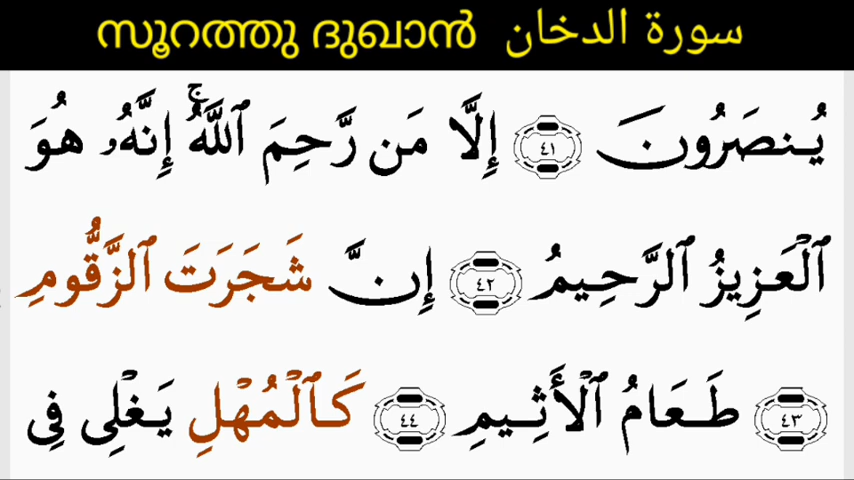 സൂറത്തു ദുഖാൻ سورة الدخان
يُنصَرُونَ ٤١ إِلَّا مَن رَّحِمَ ٱللَّهُۚ إِنَّهُۥ هُوَ
ٱلْعَزِيزُ ٱلرَّحِيمُ ٤٢ إِنَّ شَجَرَتَ ٱلزَّقُّومِ
٤٣ طَعَامُ ٱلْأَثِيمِ ٤٤ كَٱلْمُهْلِ يَغْلِى فِى